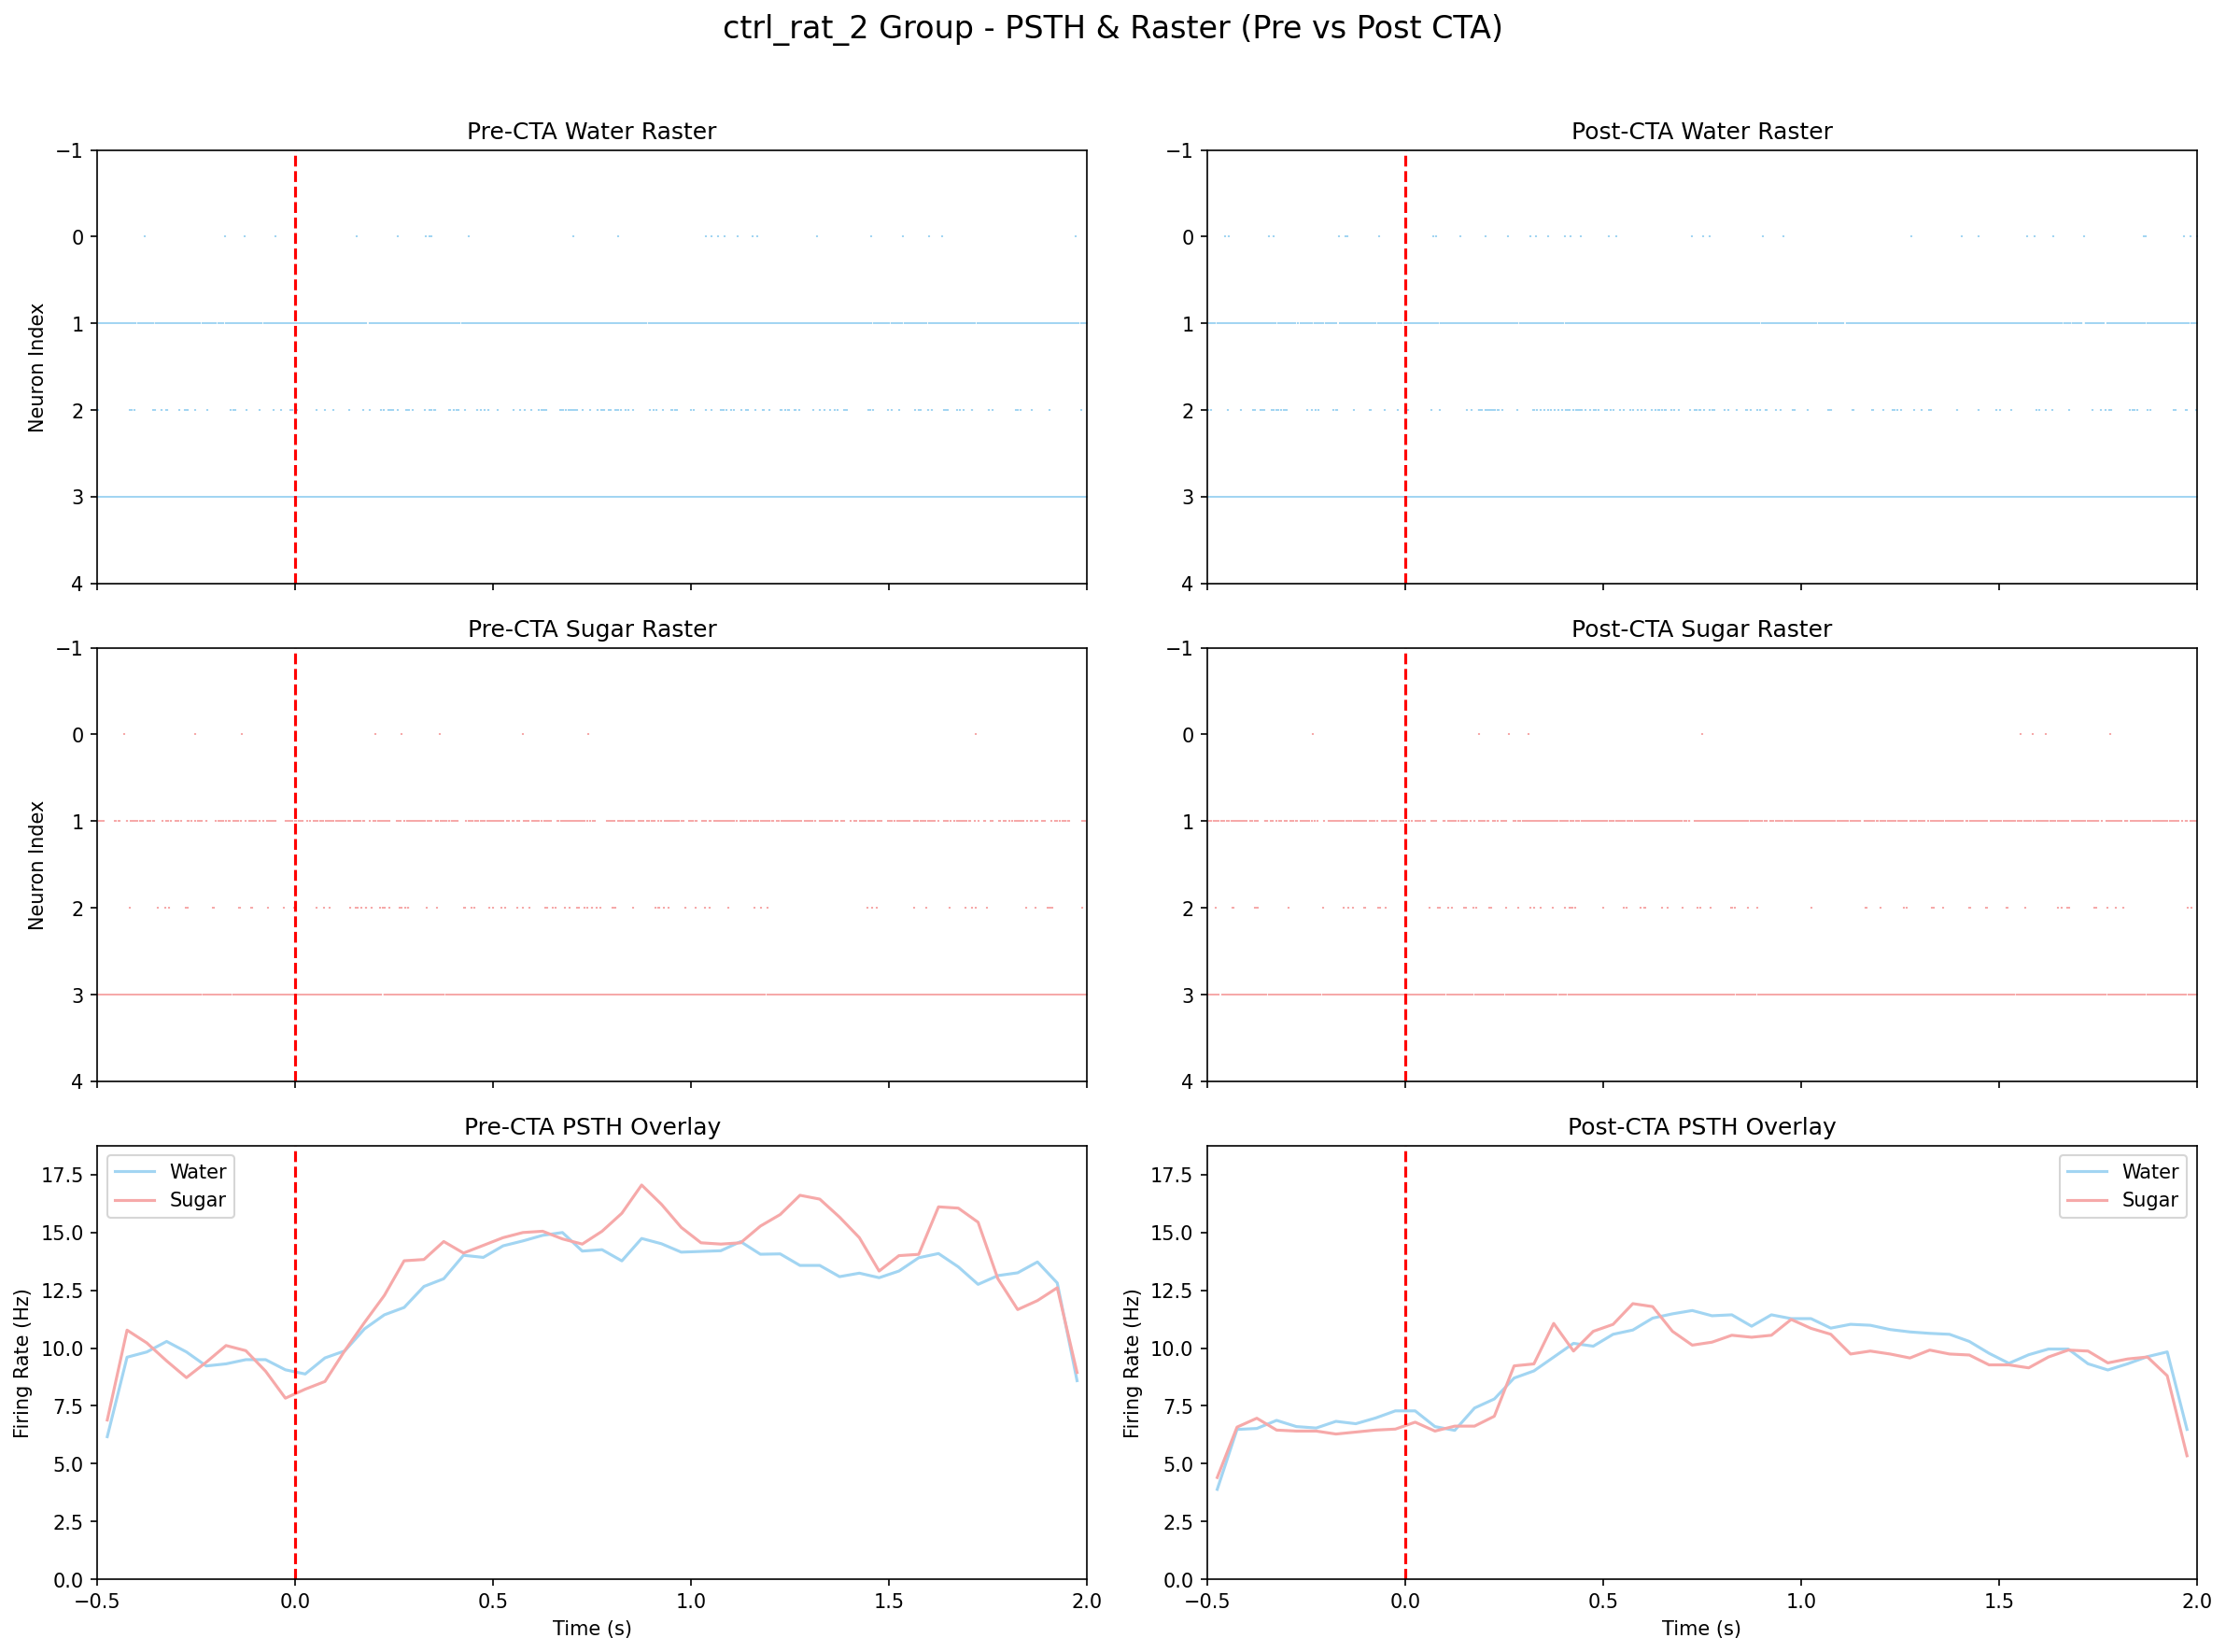 ctrl_rat_2 Group - PSTH & Raster (Pre vs Post CTA)
Pre-CTA Water Raster
−1
0
1
2
3
4
Neuron Index
Post-CTA Water Raster
−1
0
1
2
3
4
Pre-CTA Sugar Raster
−1
0
1
2
3
4
Neuron Index
Post-CTA Sugar Raster
−1
0
1
2
3
4
Pre-CTA PSTH Overlay
Water
Sugar
17.5
15.0
12.5
10.0
7.5
5.0
2.5
0.0
Firing Rate (Hz)
−0.5 0.0 0.5 1.0 1.5 2.0
Time (s)
Post-CTA PSTH Overlay
Water
Sugar
17.5
15.0
12.5
10.0
7.5
5.0
2.5
0.0
Firing Rate (Hz)
−0.5 0.0 0.5 1.0 1.5 2.0
Time (s)